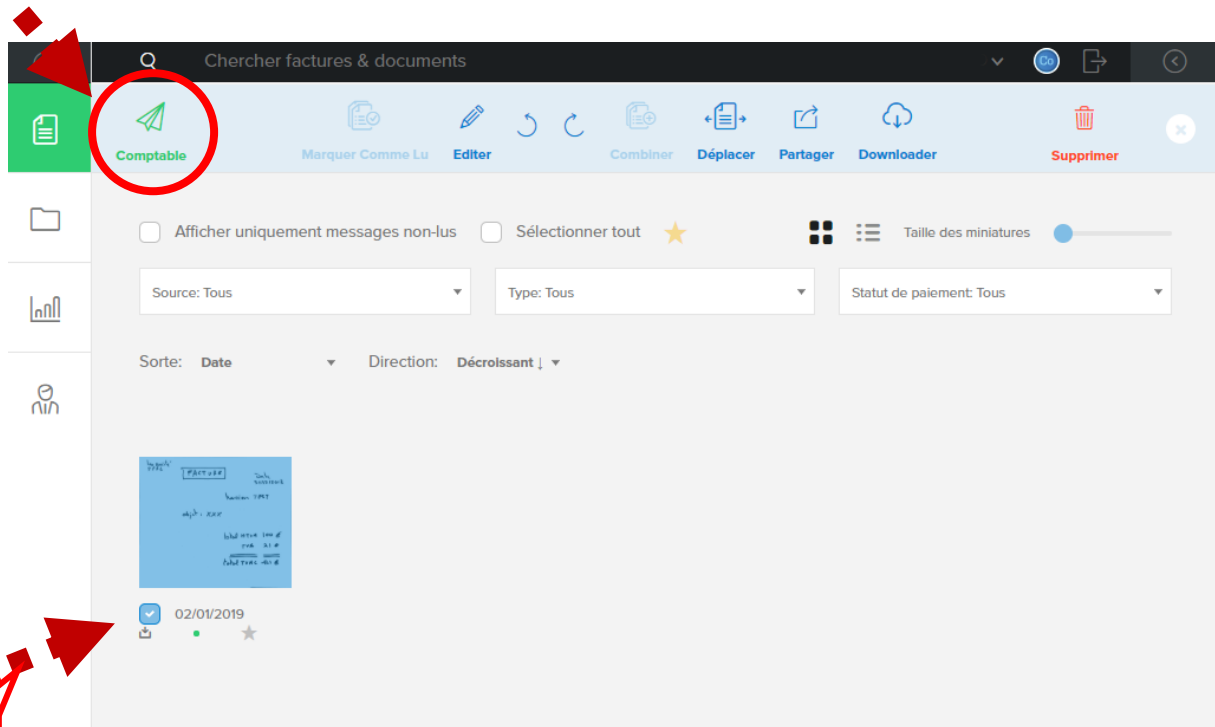 Chercher factures & documents
Co
Comptable
Marquer Comme Lu
Editer
Combiner
Déplacer
Partager
Downloader
Supprimer
Afficher uniquement messages non-lus
Sélectionner tout
Taille des miniatures
Source: Tous
Type: Tous
Statut de paiement: Tous
Sorte: Date
Direction: Décroissant ↓
FACTURE
02/01/2019